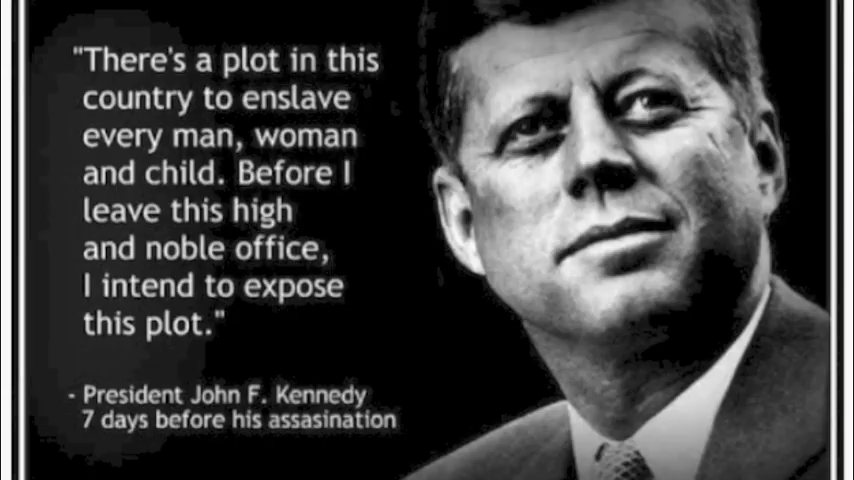 "There's a plot in this
country to enslave
every man, woman
and child. Before I
leave this high
and noble office,
I intend to expose
this plot."
- President John F. Kennedy
7 days before his assasination